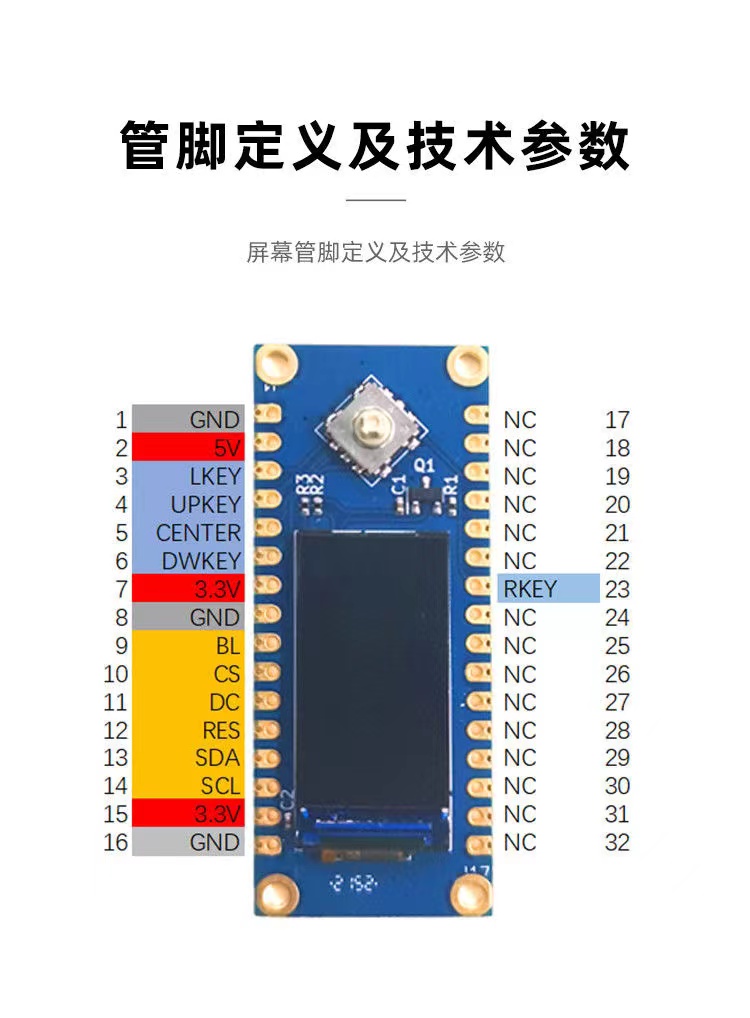 管脚定义及技术参数
屏幕管脚定义及技术参数
1 GND NC 17
2 5V NC 18
3 LKEY NC 19
4 UPKEY NC 20
5 CENTER NC 21
6 DWKEY NC 22
7 3.3V RKEY 23
8 GND NC 24
9 BL NC 25
10 CS NC 26
11 DC NC 27
12 RES NC 28
13 SDA NC 29
14 SCL NC 30
15 3.3V NC 31
16 GND NC 32
Q1
R3
R2
C1
R1
C2
J17
2152